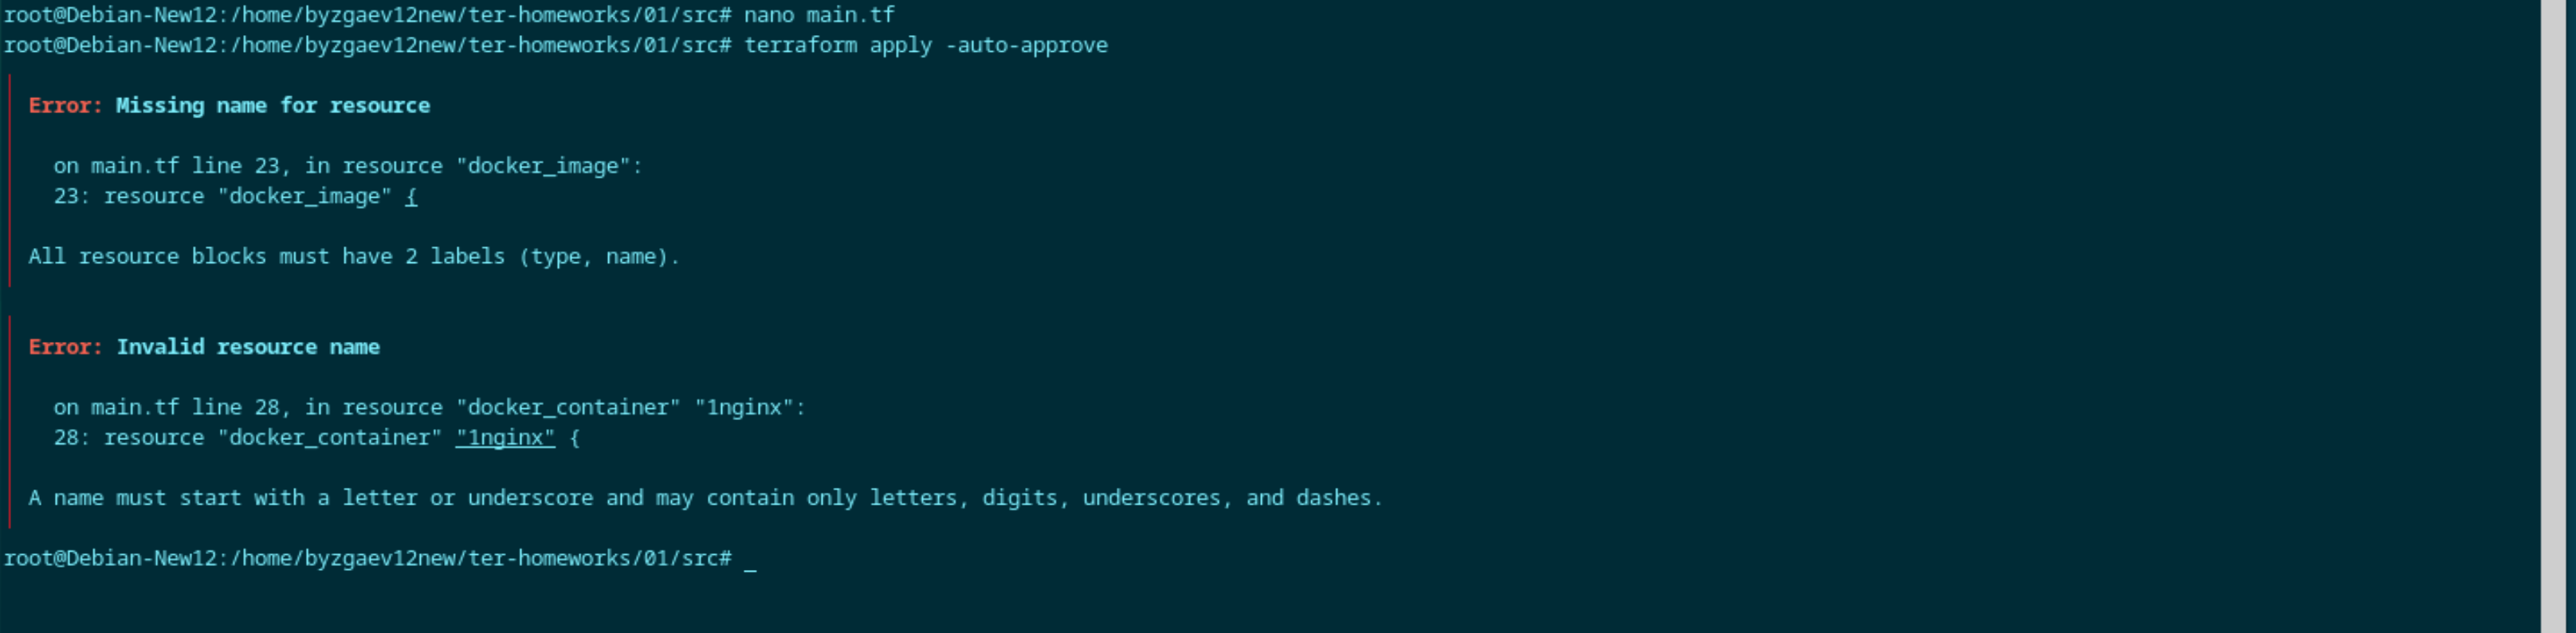 root@Debian-New12:/home/byzgaev12new/ter-homeworks/01/src# nano main.tf
root@Debian-New12:/home/byzgaev12new/ter-homeworks/01/src# terraform apply -auto-approve
Error: Missing name for resource
on main.tf line 23, in resource "docker_image":
23: resource "docker_image" {
All resource blocks must have 2 labels (type, name).
Error: Invalid resource name
on main.tf line 28, in resource "docker_container" "1nginx":
28: resource "docker_container" "1nginx" {
A name must start with a letter or underscore and may contain only letters, digits, underscores, and dashes.
root@Debian-New12:/home/byzgaev12new/ter-homeworks/01/src# _